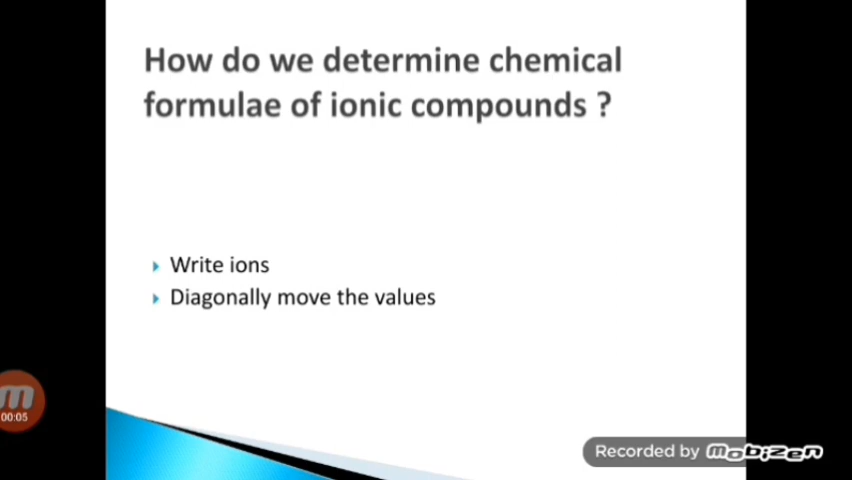 How do we determine chemical
formulae of ionic compounds ?
Write ions
Diagonally move the values
00:05
Recorded by mobizen